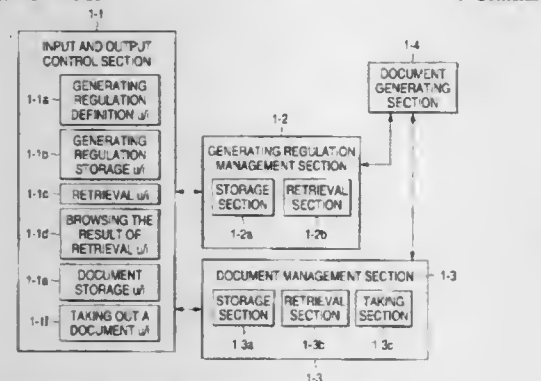 1-1
INPUT AND OUTPUT
CONTROL SECTION
1-1a
GENERATING
REGULATION
DEFINITION u/i
1-1b
GENERATING
REGULATION
STORAGE u/i
1-1c
RETRIEVAL u/i
1-1d
BROWSING THE
RESULT OF
RETRIEVAL u/i
1-1e
DOCUMENT
STORAGE u/i
1-1f
TAKING OUT A
DOCUMENT u/i
1-2
GENERATING REGULATION
MANAGEMENT SECTION
STORAGE
SECTION
RETRIEVAL
SECTION
1-2a
1-2b
1-4
DOCUMENT
GENERATING
SECTION
DOCUMENT MANAGEMENT SECTION
1-3
STORAGE
SECTION
RETRIEVAL
SECTION
TAKING
SECTION
1-3a
1-3b
1-3c
1-3